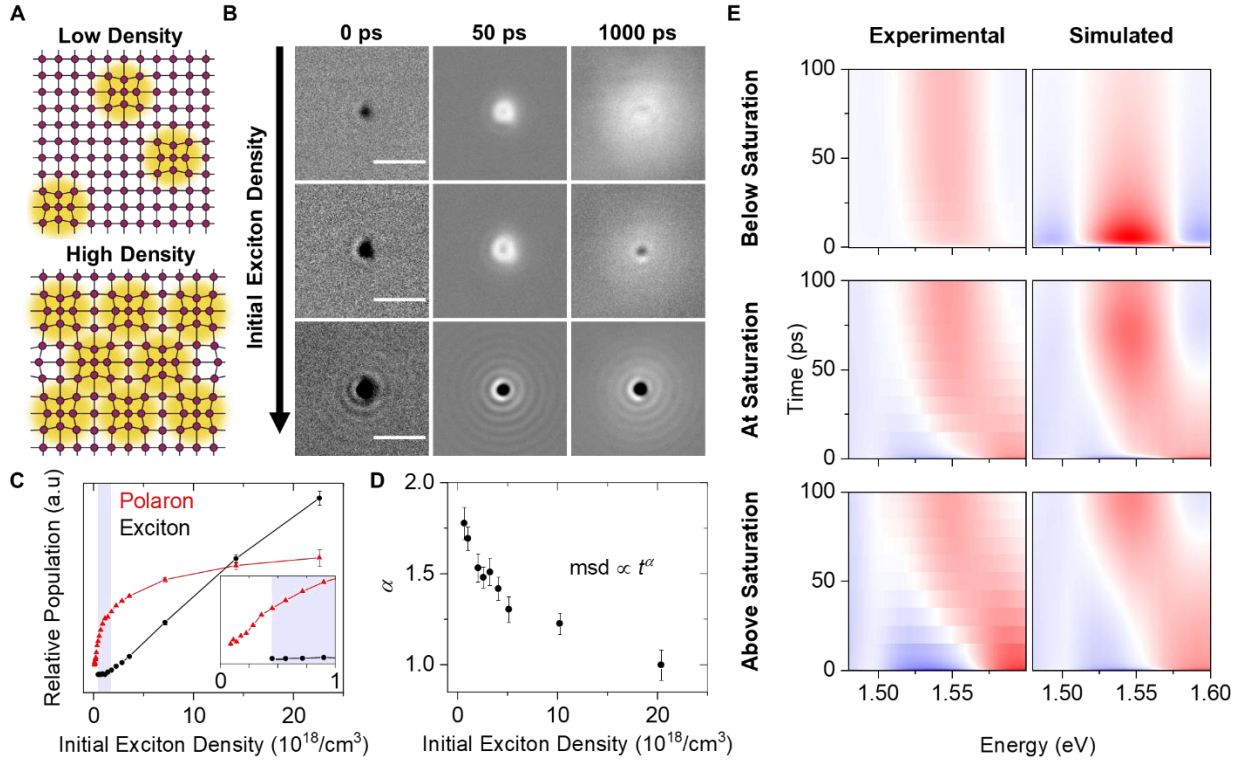 A
Low Density
High Density
B
0 ps
50 ps
1000 ps
Initial Exciton Density
C
Relative Population (a.u)
Polaron
Exciton
0
1
0
5
10
15
20
Initial Exciton Density (10¹⁸/cm³)
D
2.0
1.5
1.0
α
msd ∝ tᵅ
0
10
20
Initial Exciton Density (10¹⁸/cm³)
E
Experimental
Simulated
Below Saturation
100
50
0
At Saturation
100
50
0
Time (ps)
Above Saturation
100
50
0
1.50
1.55
1.50
1.55
1.60
Energy (eV)